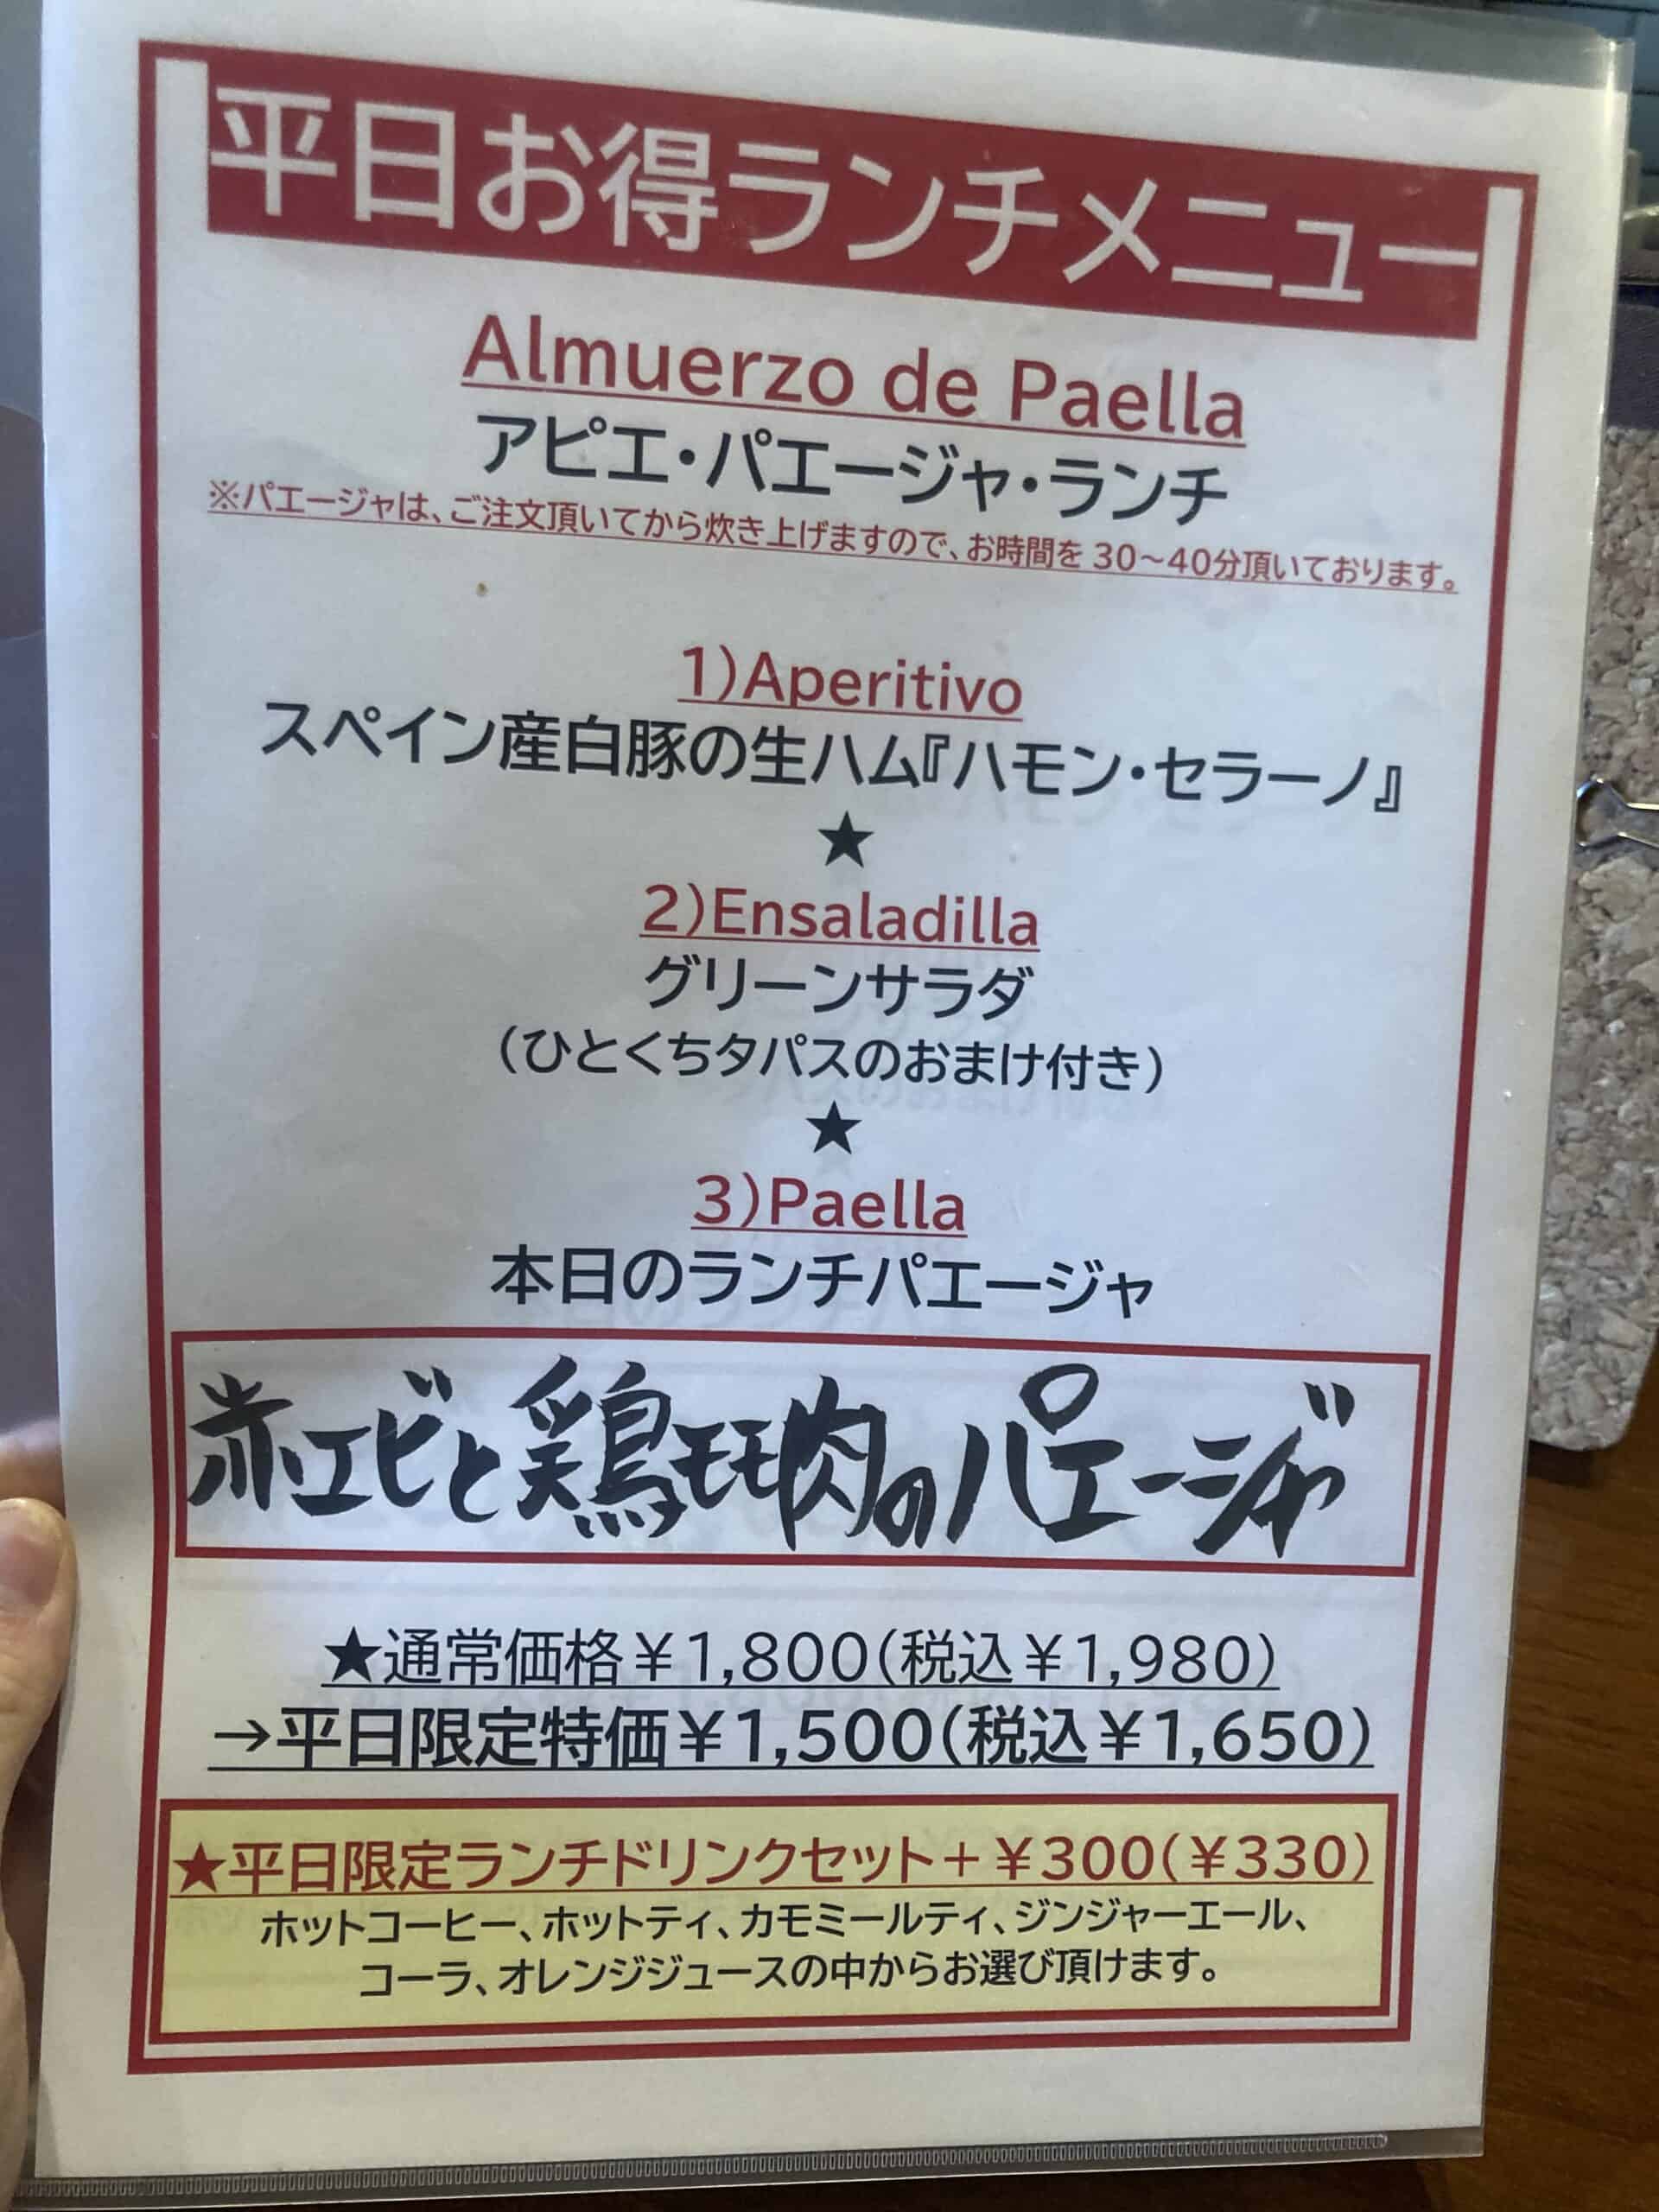 平日お得ランチメニュー
Almuerzo de Paella
アピエ・パエージャ・ランチ
※パエージャは、ご注文頂いてから炊き上げますので、お時間を 30～40分頂いております。
1)Aperitivo
スペイン産白豚の生ハム『ハモン・セラーノ』
★
2)Ensaladilla
グリーンサラダ
(ひとくちタパスのおまけ付き)
★
3)Paella
本日のランチパエージャ
赤エビと鶏モモ肉のパエージャ
★通常価格￥1,800(税込￥1,980)
→平日限定特価￥1,500(税込￥1,650)
★平日限定ランチドリンクセット＋￥300(￥330)
ホットコーヒー、ホットティ、カモミールティ、ジンジャーエール、
コーラ、オレンジジュースの中からお選び頂けます。